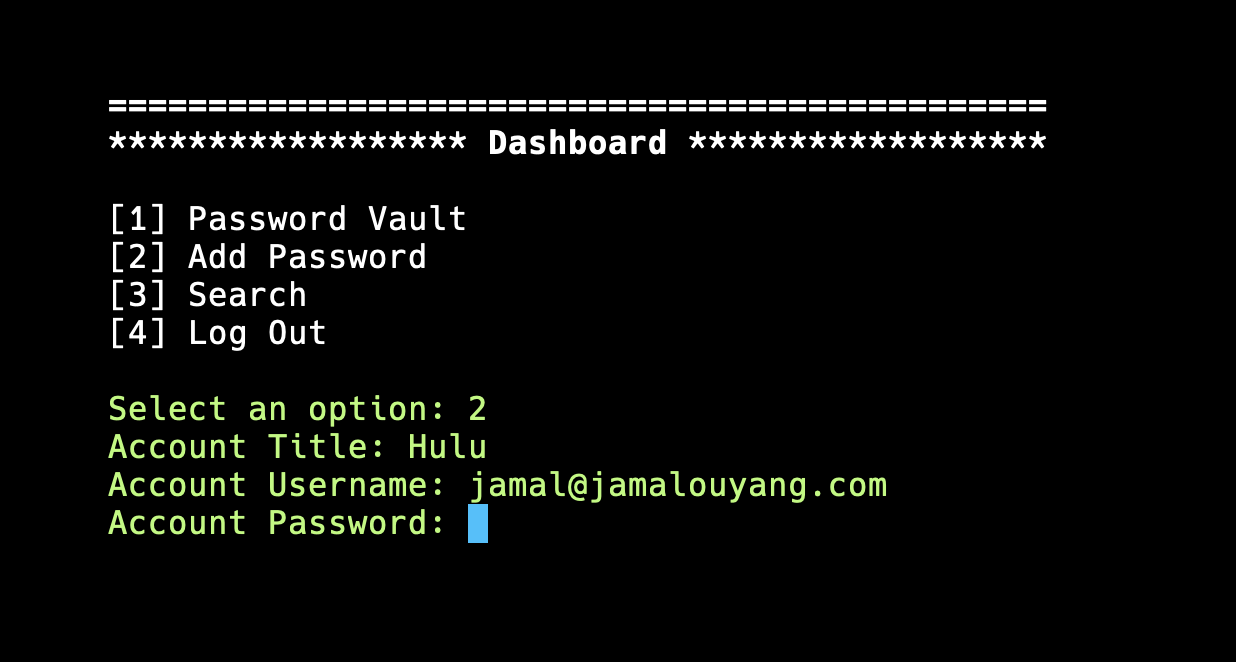 ===============================================
****************** Dashboard ******************
[1] Password Vault
[2] Add Password
[3] Search
[4] Log Out
Select an option: 2
Account Title: Hulu
Account Username: jamal@jamalouyang.com
Account Password: